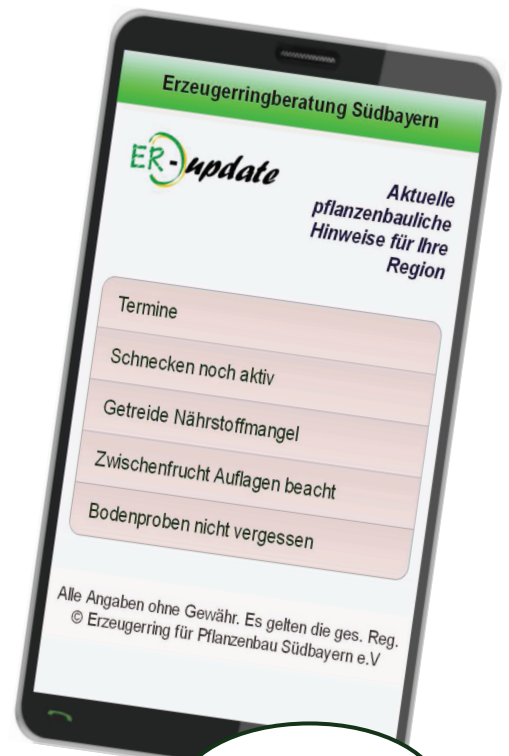 Erzeugerringberatung Südbayern
ER-update
Aktuelle
pflanzenbauliche
Hinweise für Ihre
Region
Termine
Schnecken noch aktiv
Getreide Nährstoffmangel
Zwischenfrucht Auflagen beacht
Bodenproben nicht vergessen
Alle Angaben ohne Gewähr. Es gelten die ges. Reg.
© Erzeugerring für Pflanzenbau Südbayern e.V